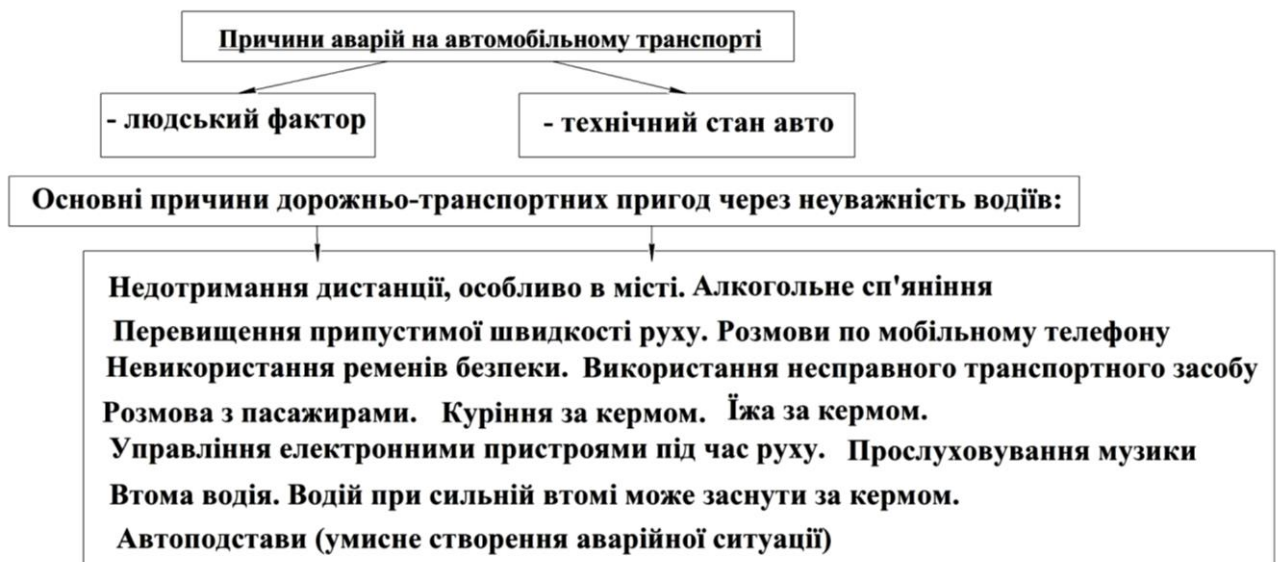 Причини аварій на автомобільному транспорті
- людський фактор
- технічний стан авто
Основні причини дорожньо-транспортних пригод через неуважність водіїв:
Недотримання дистанції, особливо в місті. Алкогольне сп'яніння
Перевищення припустимої швидкості руху. Розмови по мобільному телефону
Невикористання ременів безпеки. Використання несправного транспортного засобу
Розмова з пасажирами. Куріння за кермом. Їжа за кермом.
Управління електронними пристроями під час руху. Прослуховування музики
Втома водія. Водій при сильній втомі може заснути за кермом.
Автоподстави (умисне створення аварійної ситуації)